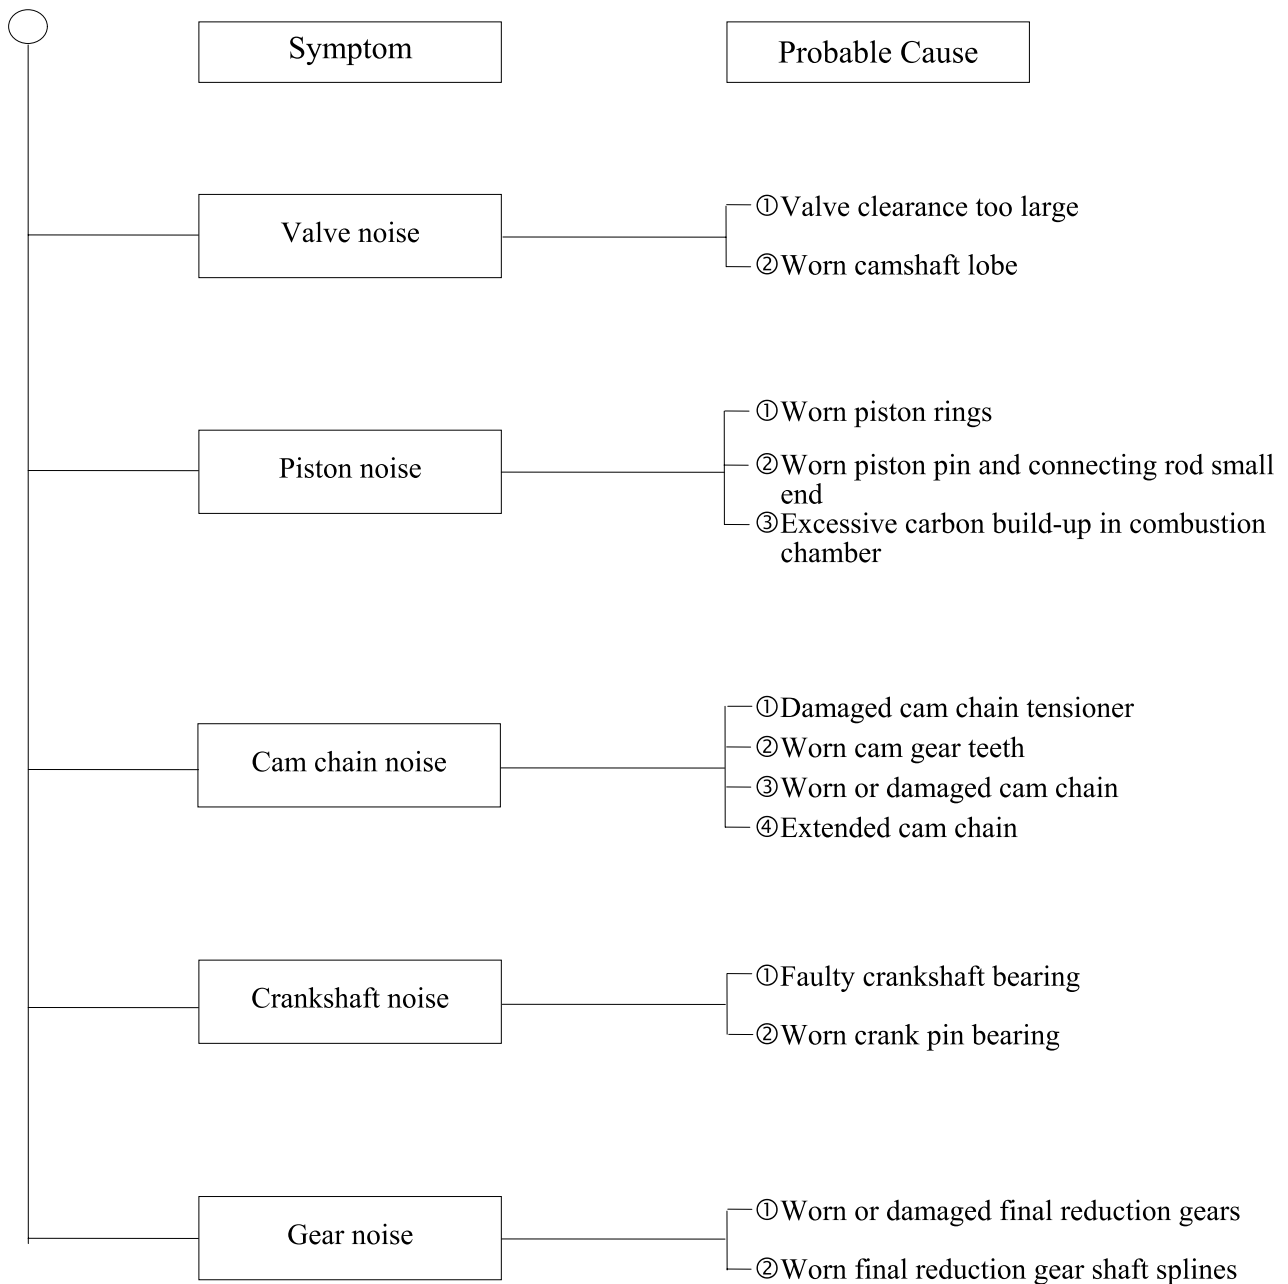 Symptom
Probable Cause
Valve noise
①Valve clearance too large
②Worn camshaft lobe
Piston noise
①Worn piston rings
②Worn piston pin and connecting rod small
end
③Excessive carbon build-up in combustion
chamber
Cam chain noise
①Damaged cam chain tensioner
②Worn cam gear teeth
③Worn or damaged cam chain
④Extended cam chain
Crankshaft noise
①Faulty crankshaft bearing
②Worn crank pin bearing
Gear noise
①Worn or damaged final reduction gears
②Worn final reduction gear shaft splines